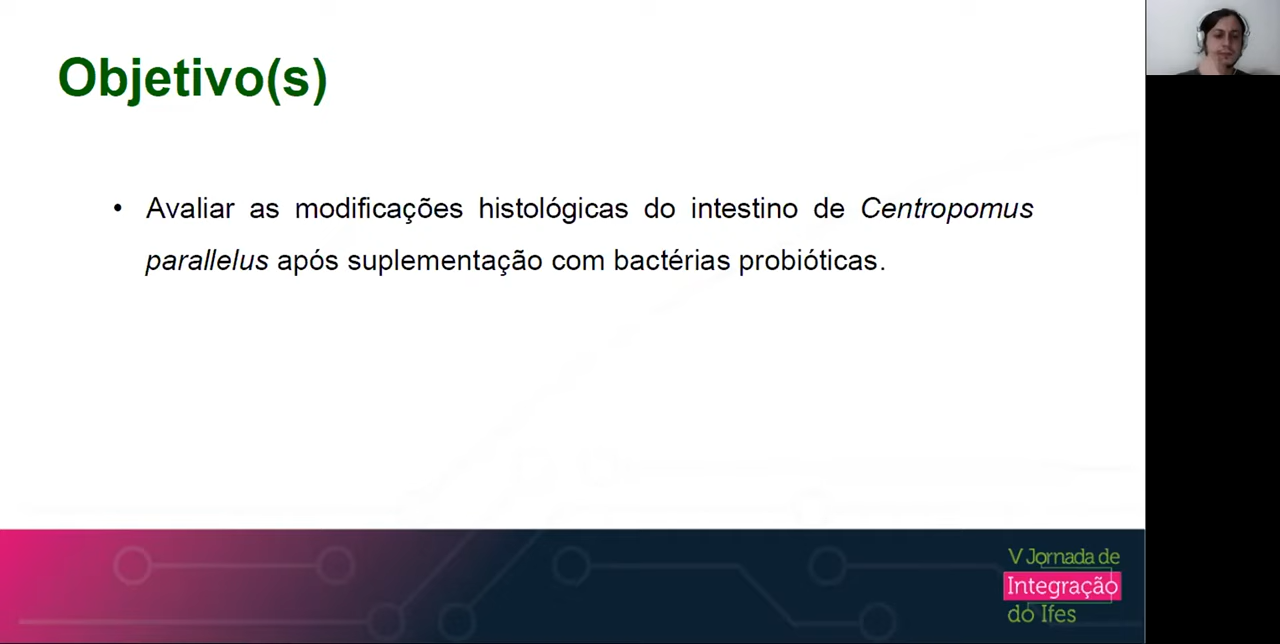 Objetivo(s)
• Avaliar as modificações histológicas do intestino de Centropomus
parallelus após suplementação com bactérias probióticas.
V Jornada de
Integração
do Ifes